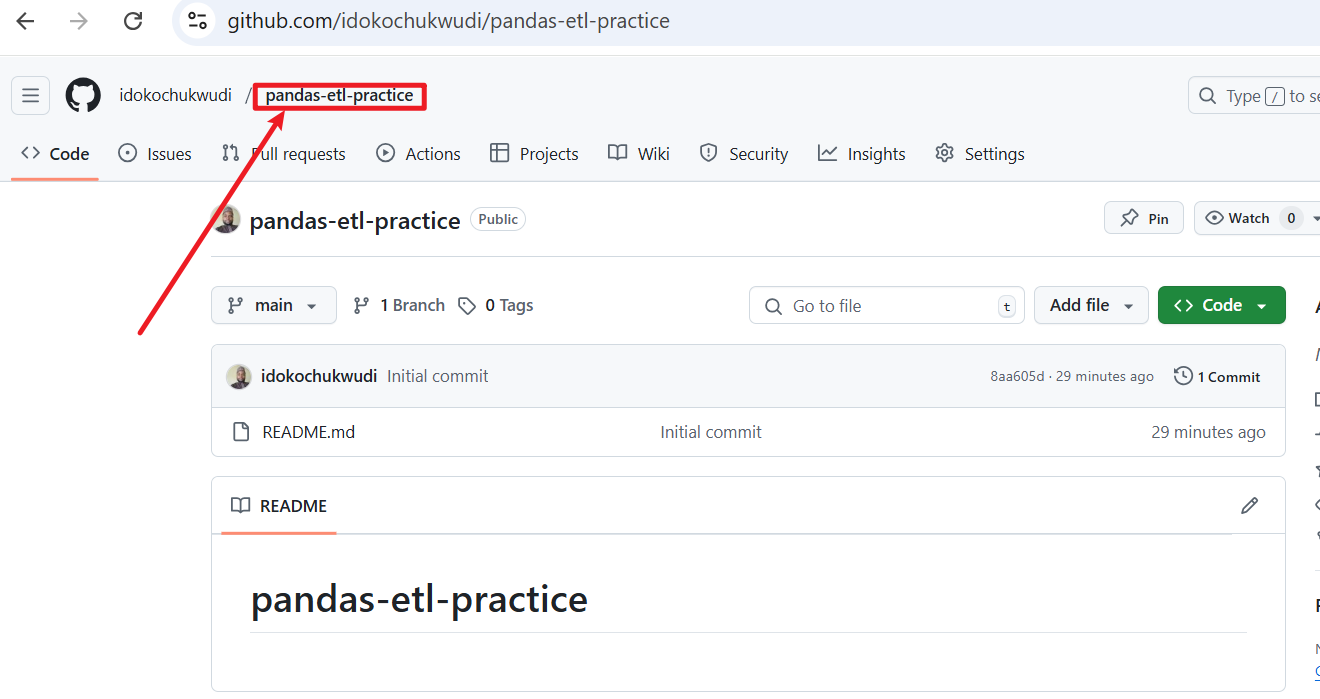 github.com/idokochukwudi/pandas-etl-practice
idokochukwudi / pandas-etl-practice
Type / to se
Code Issues Pull requests Actions Projects Wiki Security Insights Settings
pandas-etl-practice Public
Pin Watch 0
main 1 Branch 0 Tags Go to file t Add file Code
idokochukwudi Initial commit 8aa605d · 29 minutes ago 1 Commit
README.md Initial commit 29 minutes ago
README
pandas-etl-practice